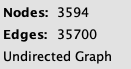 Nodes: 3594
Edges: 35700
Undirected Graph